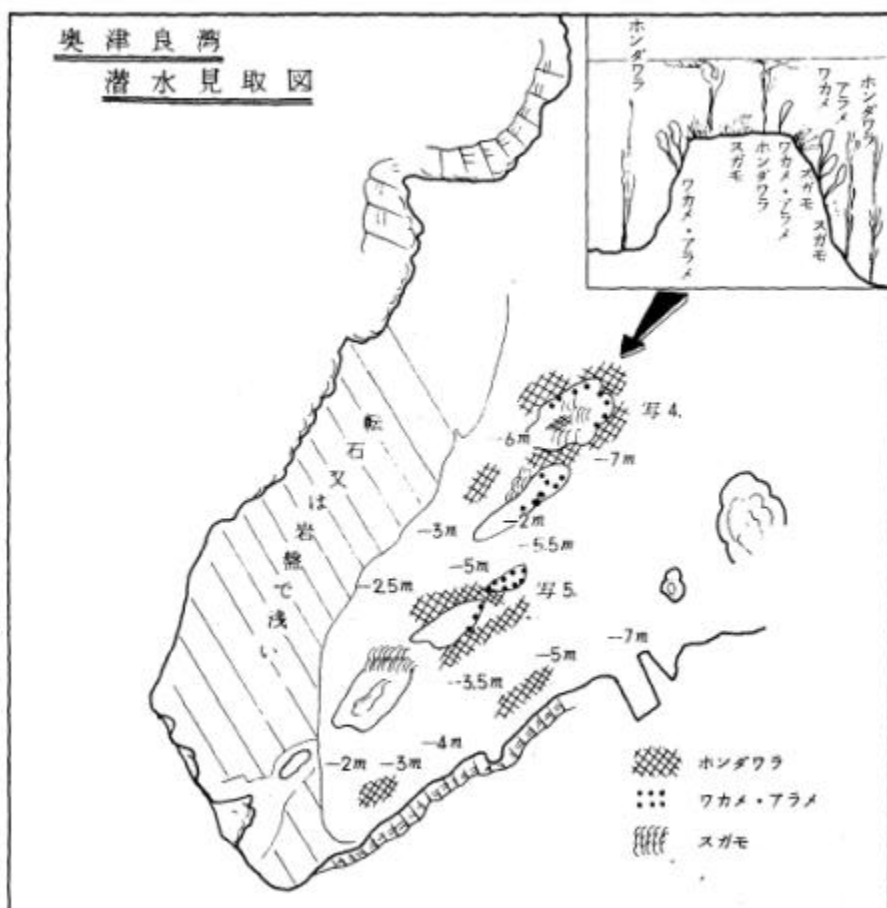 奥津良湾
潜水見取図
ホンダワラ
ワカメ・アラメ
スガモ
ホンダワラ
ワカメ・アラメ
スガモ
スガモ
ワカメ
アラメ
ホンダワラ
写4.
-6m
-7m
-2m
-3m
-5.5m
-5m
-2.5m
写5.
-7m
-5m
-3.5m
-4m
-2m
-3m
転石又は岩盤で浅い
ホンダワラ
ワカメ・アラメ
スガモ